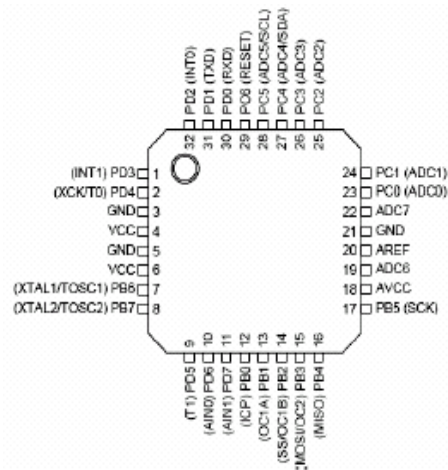 PD2 (INT0)
PD1 (TXD)
PD0 (RXD)
PC6 (RESET)
PC5 (ADC5/SCL)
PC4 (ADC4/SDA)
PC3 (ADC3)
PC2 (ADC2)
32 31 30 29 28 27 26 25
(INT1) PD3 1
(XCK/T0) PD4 2
GND 3
VCC 4
GND 5
VCC 6
(XTAL1/TOSC1) PB6 7
(XTAL2/TOSC2) PB7 8
24 PC1 (ADC1)
23 PC0 (ADC0)
22 ADC7
21 GND
20 AREF
19 ADC6
18 AVCC
17 PB5 (SCK)
9 10 11 12 13 14 15 16
(T1) PD5
(AIN0) PD6
(AIN1) PD7
(ICP) PB0
(OC1A) PB1
(SS/OC1B) PB2
(MOSI/OC2) PB3
(MISO) PB4